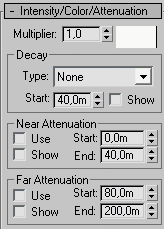 - Intensity/Color/Attenuation
Multiplier: 1,0
Decay
Type: None
Start: 40,0m Show
Near Attenuation
Use Start: 0,0m
Show End: 40,0m
Far Attenuation
Use Start: 80,0m
Show End: 200,0m